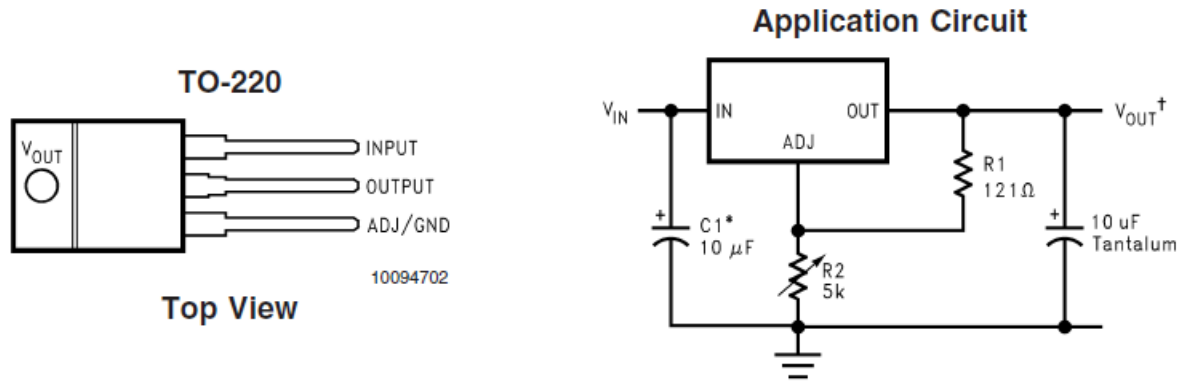 TO-220
VOUT
INPUT
OUTPUT
ADJ/GND
10094702
Top View
Application Circuit
VIN
IN
OUT
ADJ
VOUT†
R1
121Ω
+
C1*
10 μF
R2
5k
+
10 uF
Tantalum